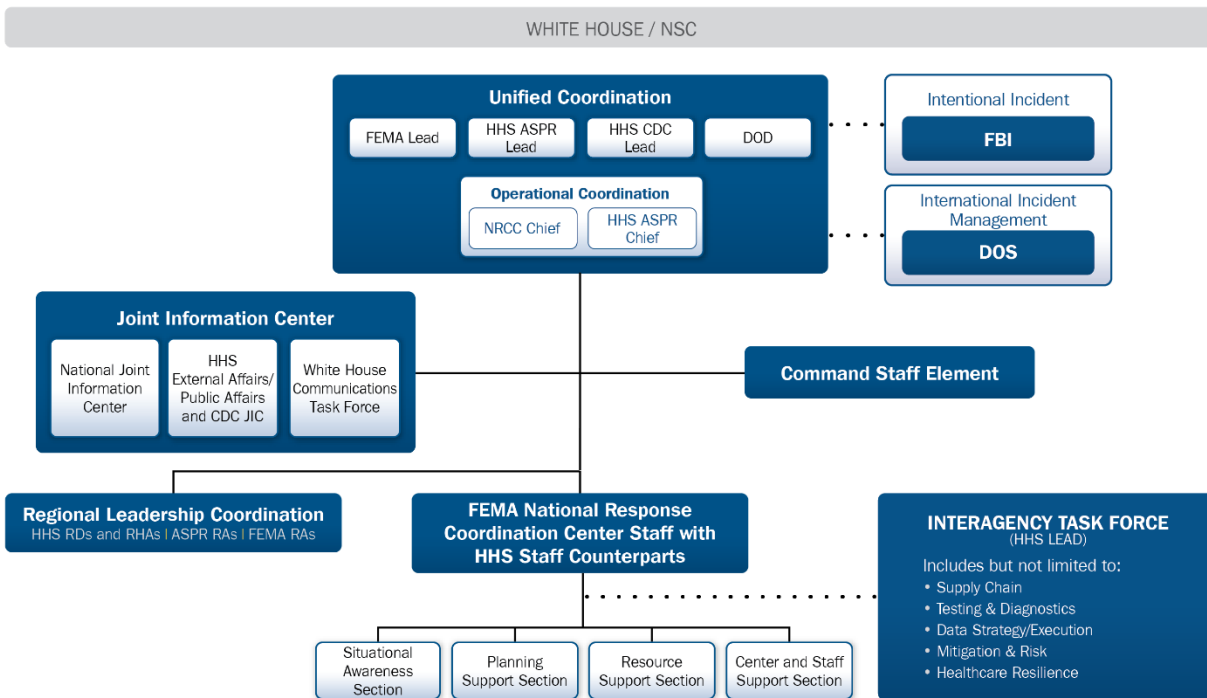 WHITE HOUSE / NSC
Unified Coordination
FEMA Lead
HHS ASPR
Lead
HHS CDC
Lead
DOD
Operational Coordination
NRCC Chief
HHS ASPR
Chief
Intentional Incident
FBI
International Incident
Management
DOS
Joint Information Center
National Joint
Information
Center
HHS
External Affairs/
Public Affairs
and CDC JIC
White House
Communications
Task Force
Command Staff Element
Regional Leadership Coordination
HHS RDs and RHAs | ASPR RAs | FEMA RAs
FEMA National Response
Coordination Center Staff with
HHS Staff Counterparts
INTERAGENCY TASK FORCE
(HHS LEAD)
Includes but not limited to:
• Supply Chain
• Testing & Diagnostics
• Data Strategy/Execution
• Mitigation & Risk
• Healthcare Resilience
Situational
Awareness
Section
Planning
Support Section
Resource
Support Section
Center and Staff
Support Section